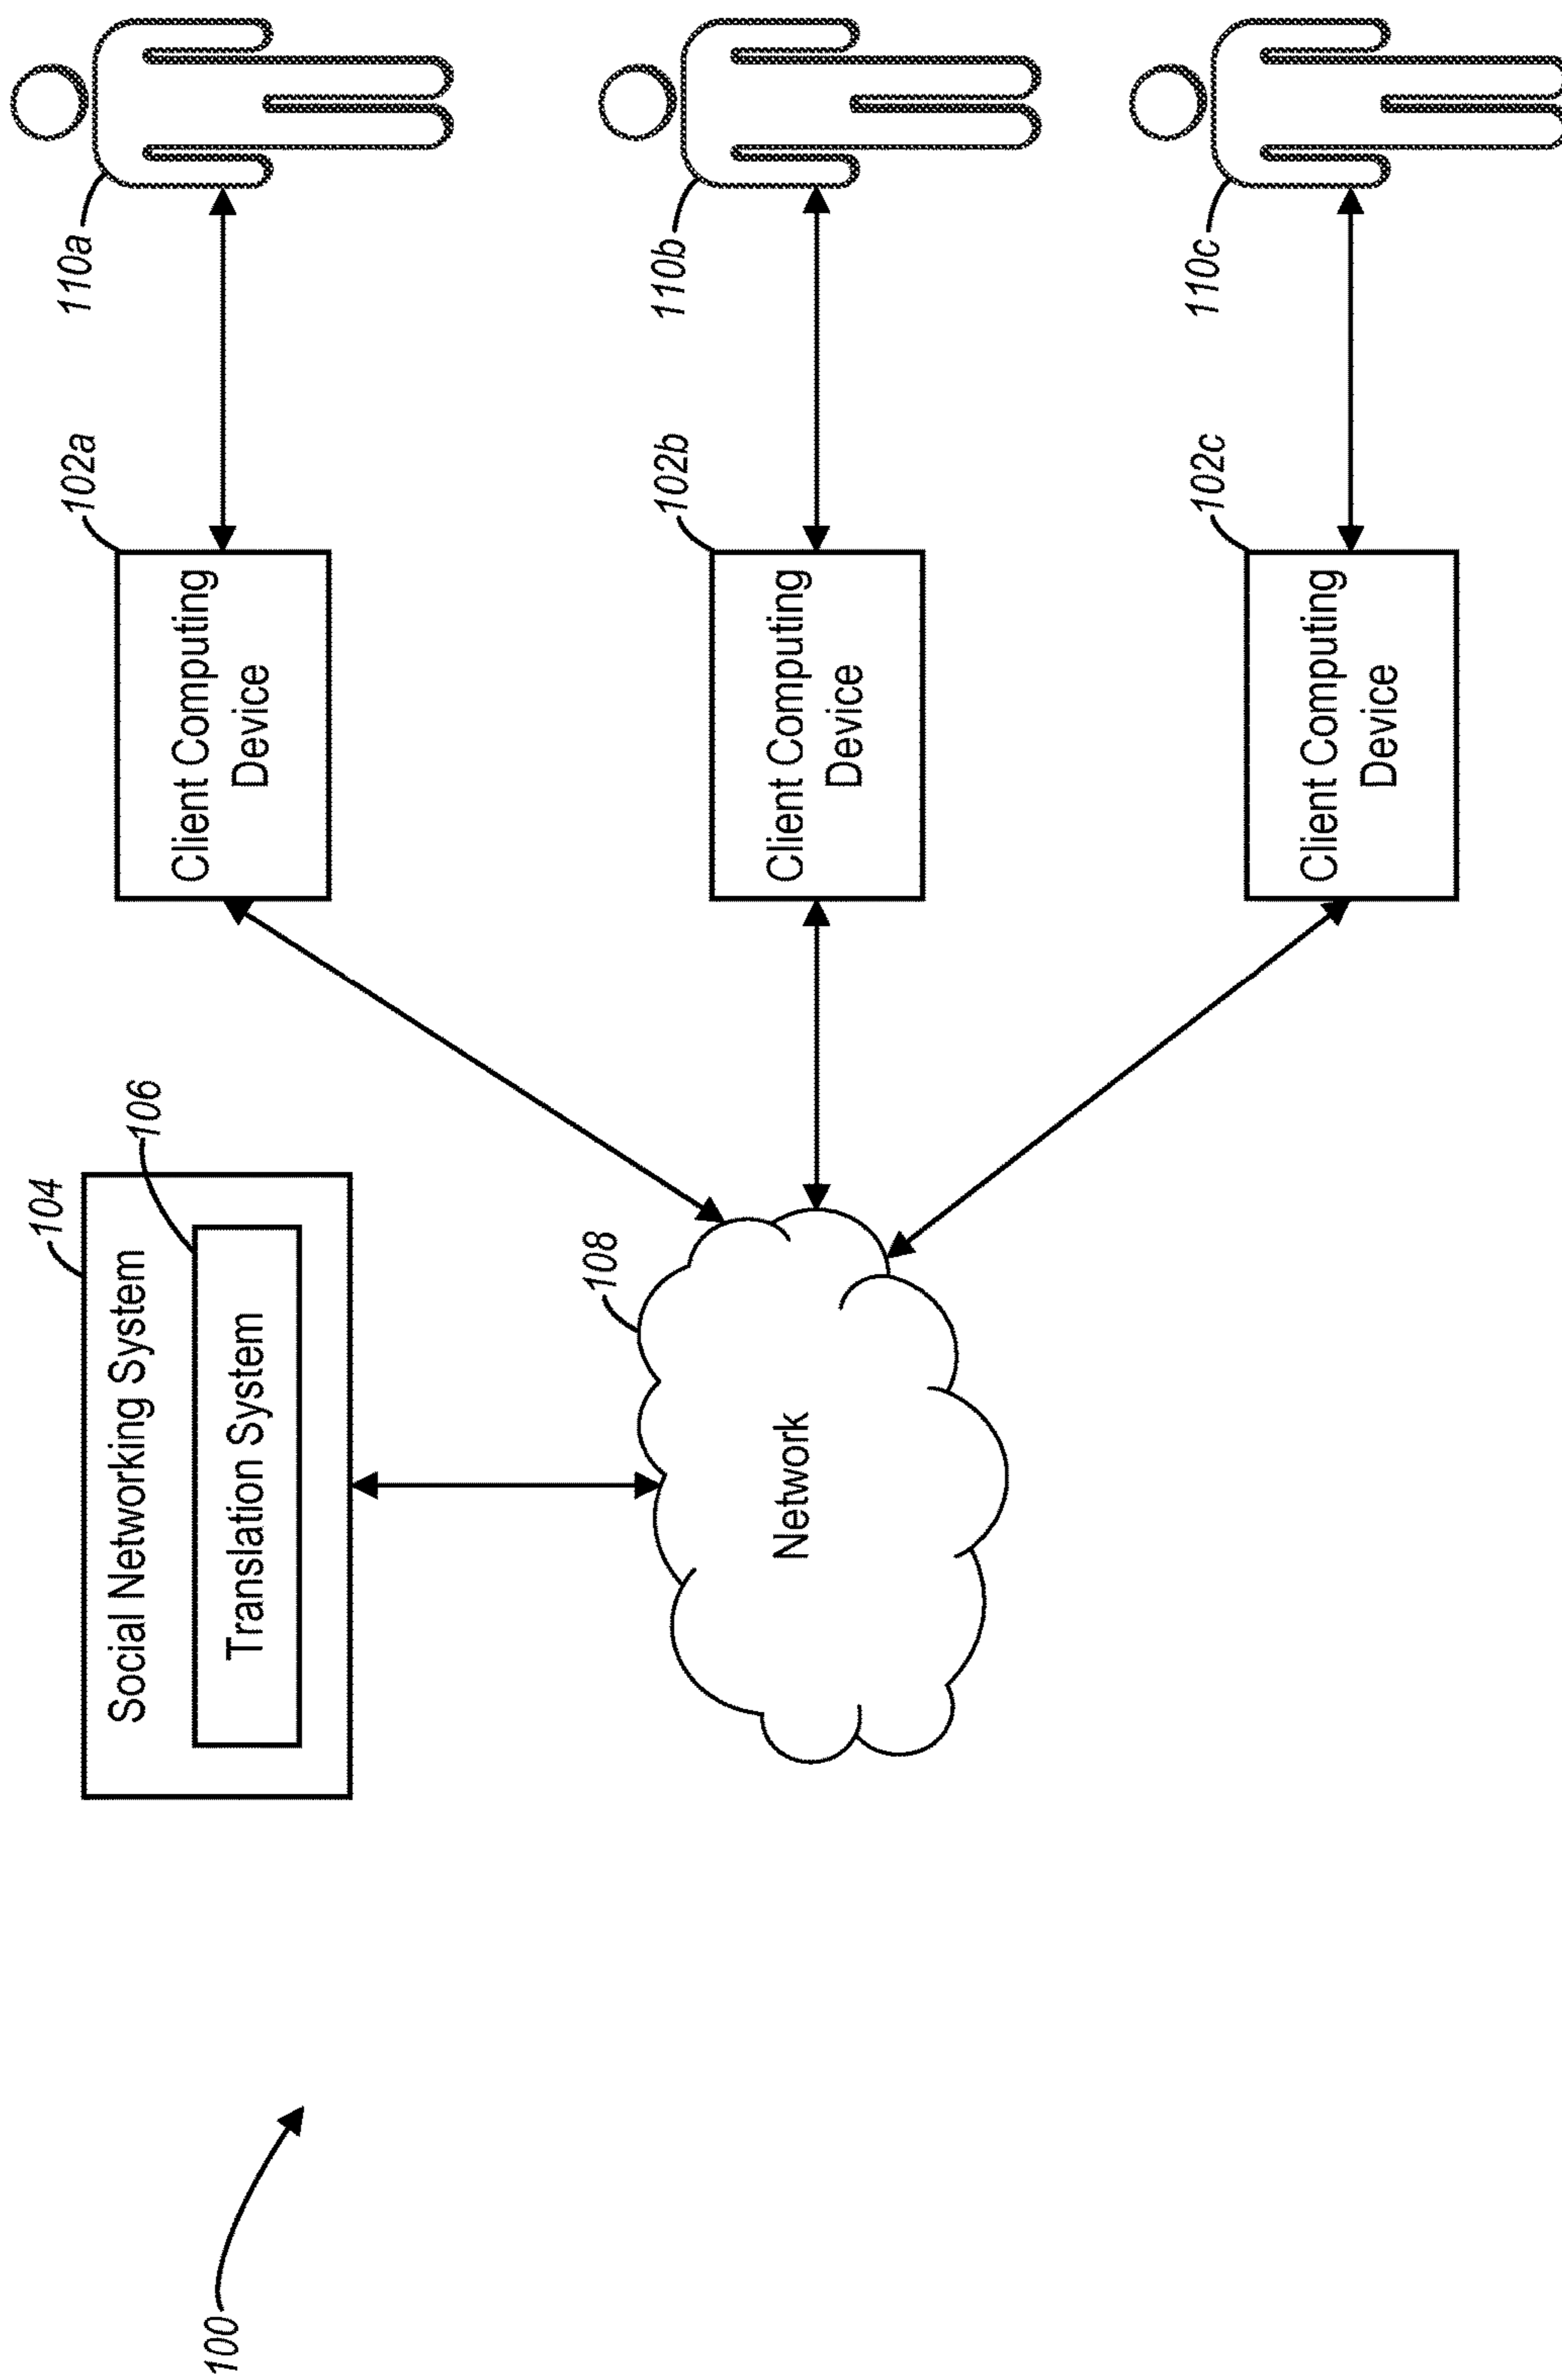 100
104
Social Networking System
106
Translation System
108
Network
102a
Client Computing
Device
110a
102b
Client Computing
Device
110b
102c
Client Computing
Device
110c